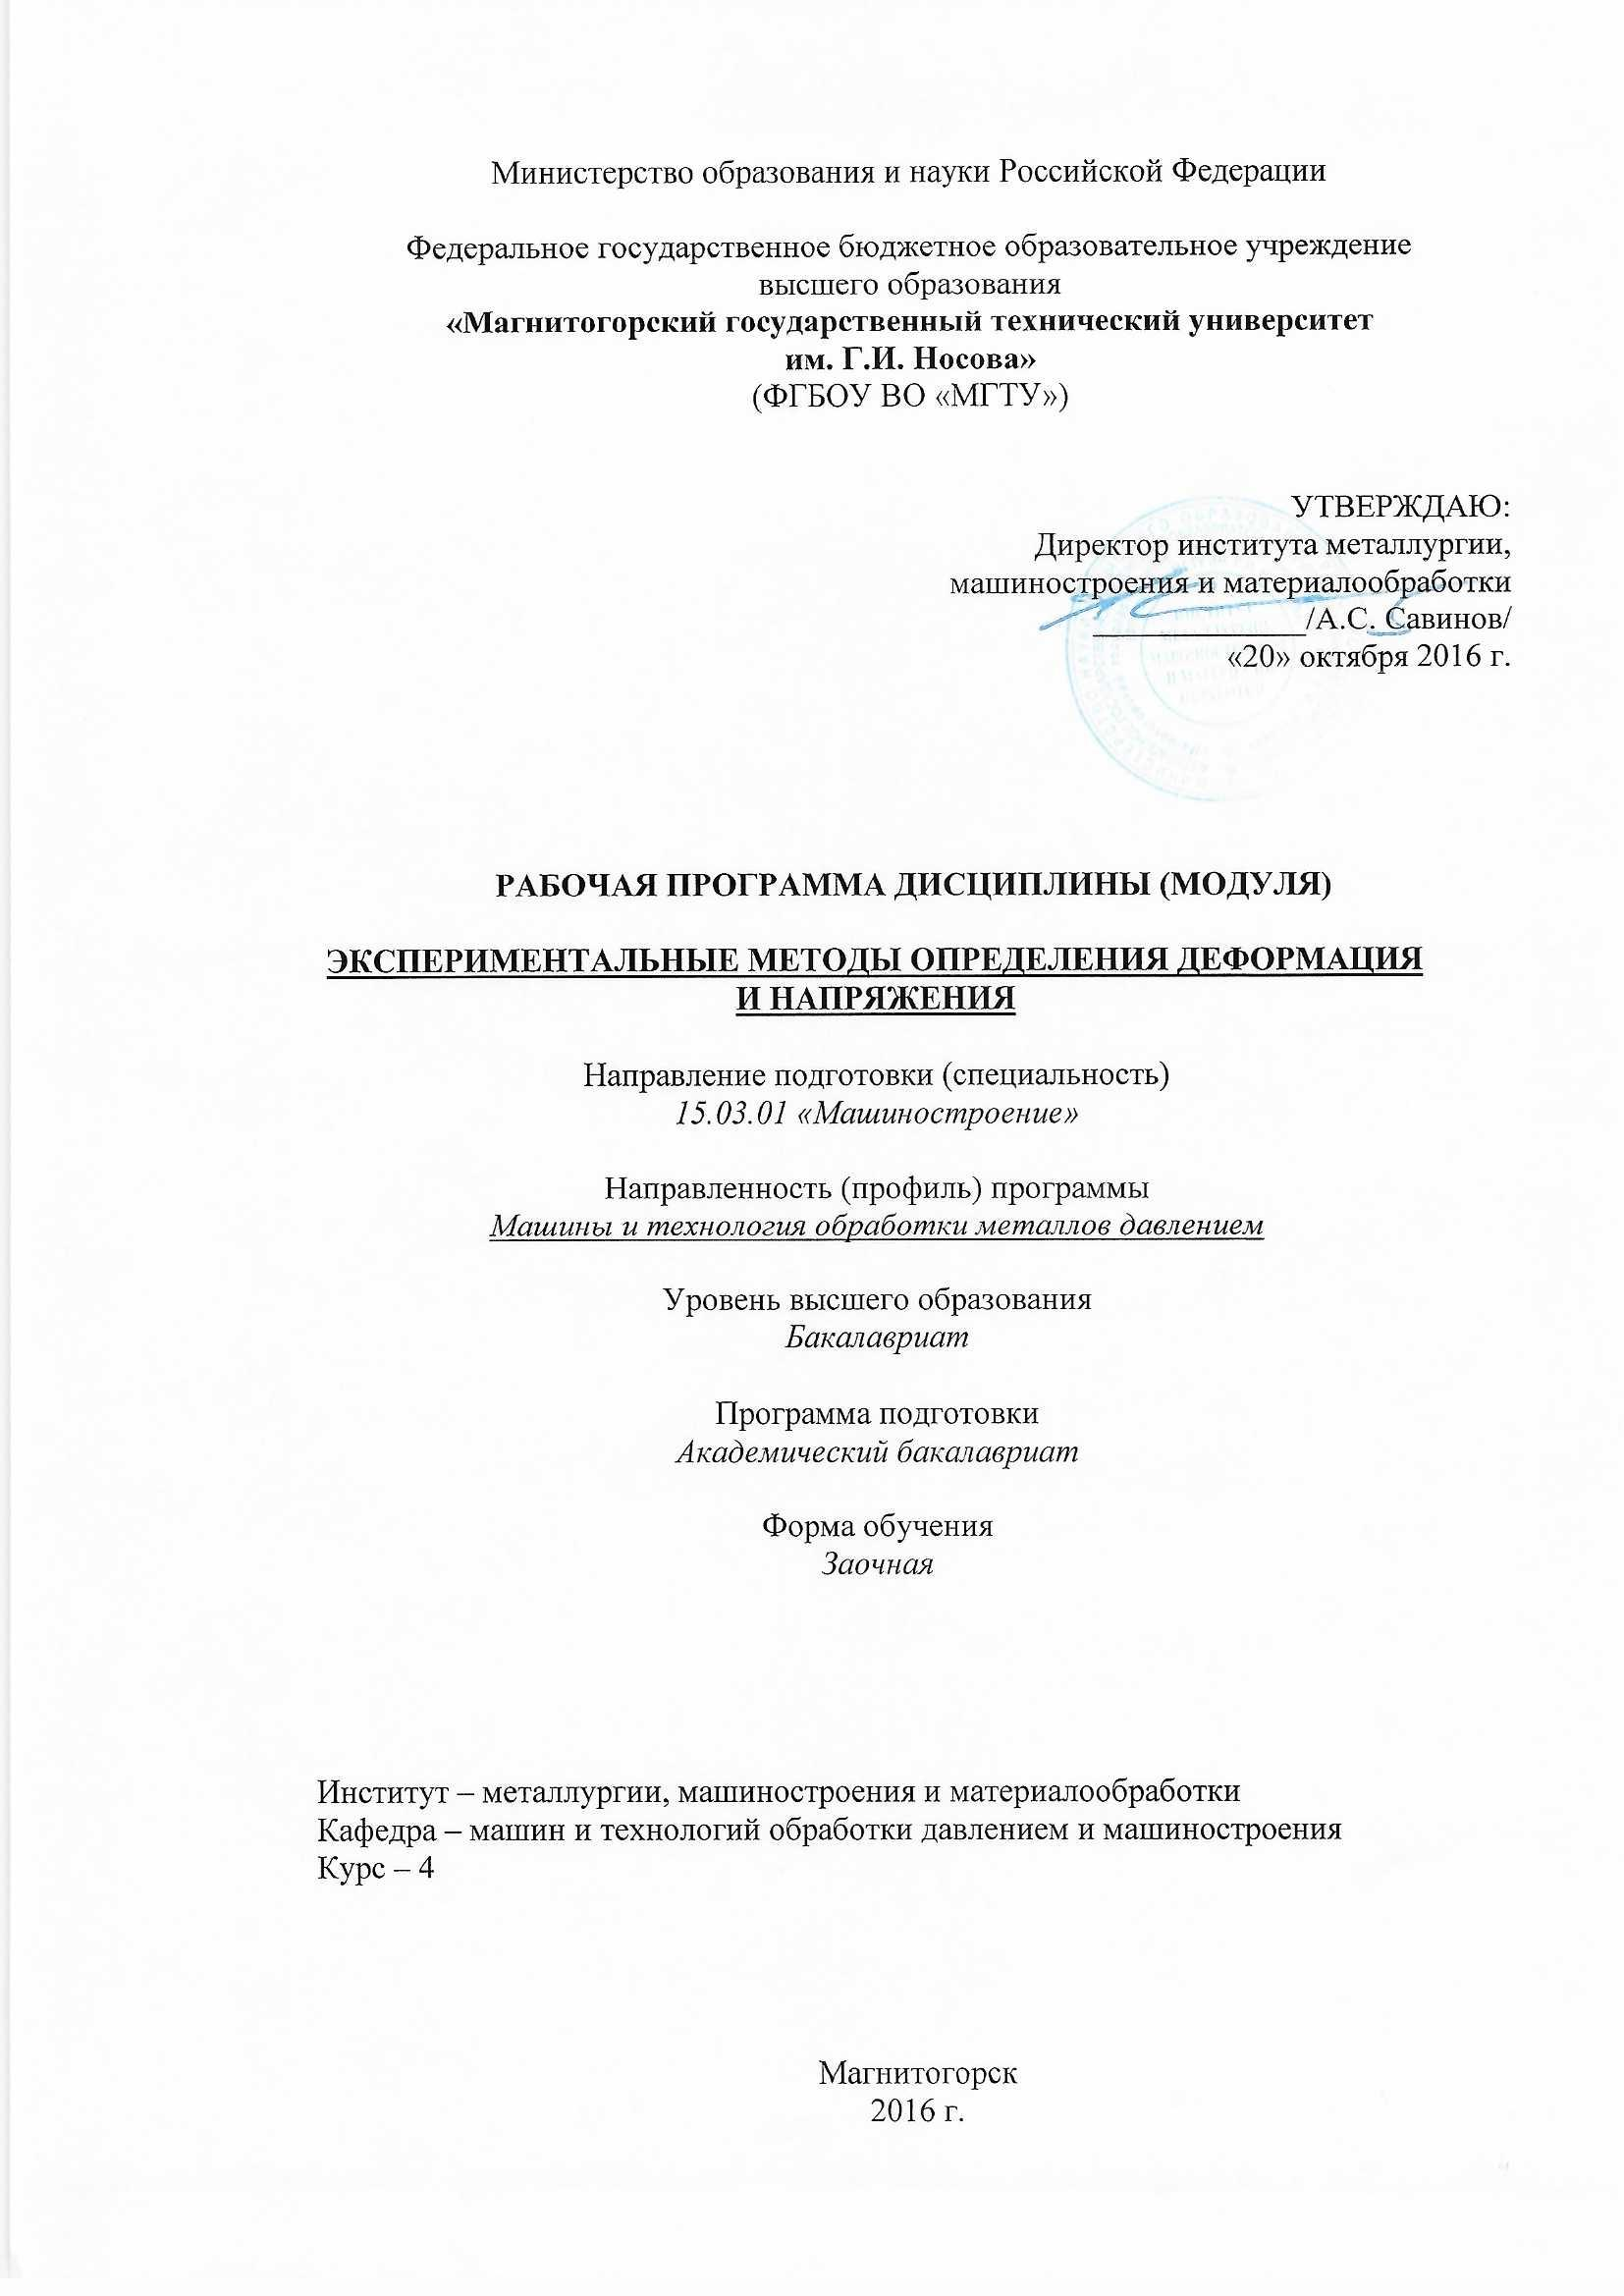 Министерство образования и науки Российской Федерации
Федеральное государственное бюджетное образовательное учреждение
высшего образования
«Магнитогорский государственный технический университет
им. Г.И. Носова»
(ФГБОУ ВО «МГТУ»)
УТВЕРЖДАЮ:
Директор института металлургии,
машиностроения и материалообработки
_____________/А.С. Савинов/
«20» октября 2016 г.
РАБОЧАЯ ПРОГРАММА ДИСЦИПЛИНЫ (МОДУЛЯ)
ЭКСПЕРИМЕНТАЛЬНЫЕ МЕТОДЫ ОПРЕДЕЛЕНИЯ ДЕФОРМАЦИЯ
И НАПРЯЖЕНИЯ
Направление подготовки (специальность)
15.03.01 «Машиностроение»
Направленность (профиль) программы
Машины и технология обработки металлов давлением
Уровень высшего образования
Бакалавриат
Программа подготовки
Академический бакалавриат
Форма обучения
Заочная
Институт – металлургии, машиностроения и материалообработки
Кафедра – машин и технологий обработки давлением и машиностроения
Курс – 4
Магнитогорск
2016 г.